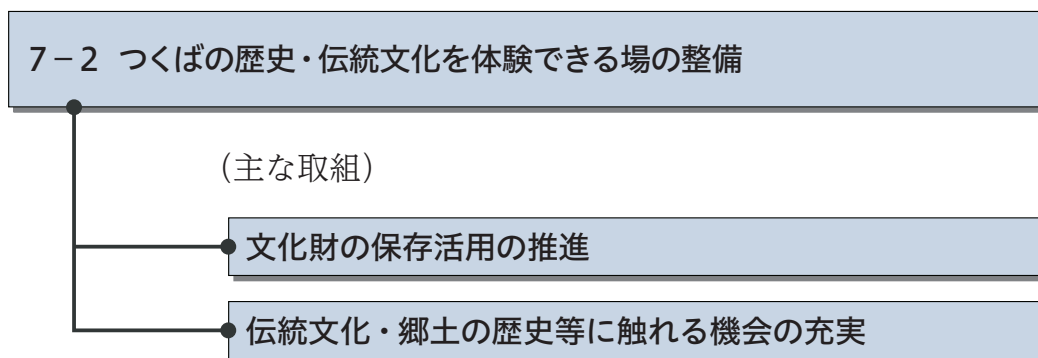 7－2 つくばの歴史・伝統文化を体験できる場の整備
(主な取組)
文化財の保存活用の推進
伝統文化・郷土の歴史等に触れる機会の充実